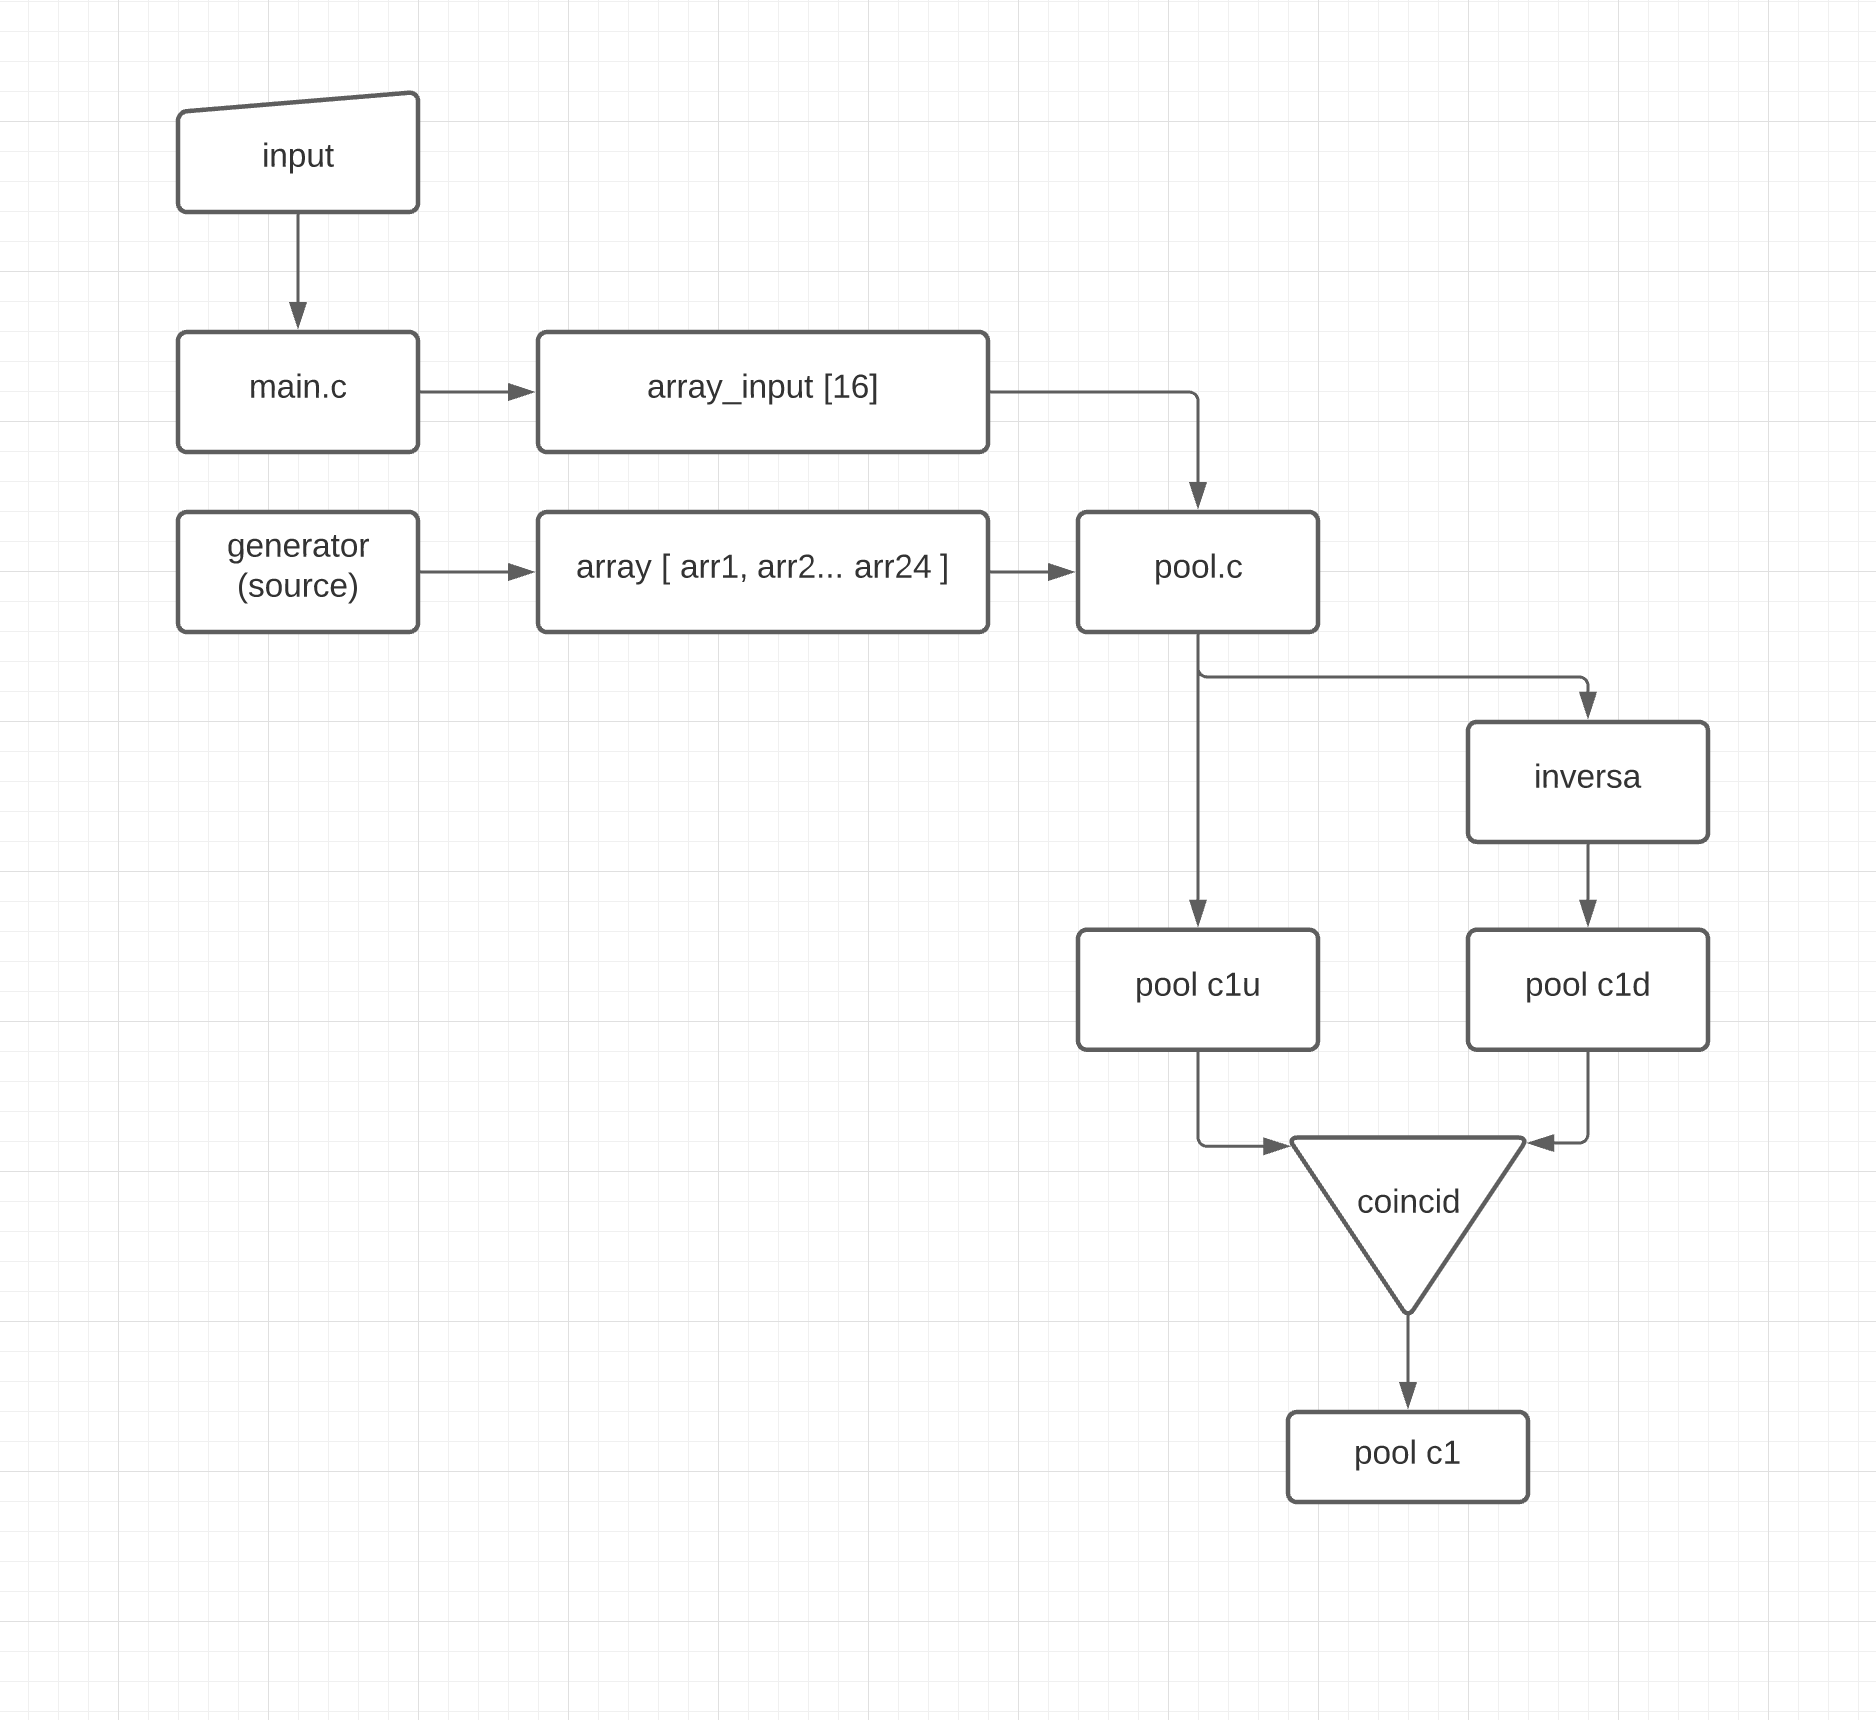 input
main.c
array_input [16]
generator
(source)
array [ arr1, arr2... arr24 ]
pool.c
inversa
pool c1u
pool c1d
coincid
pool c1